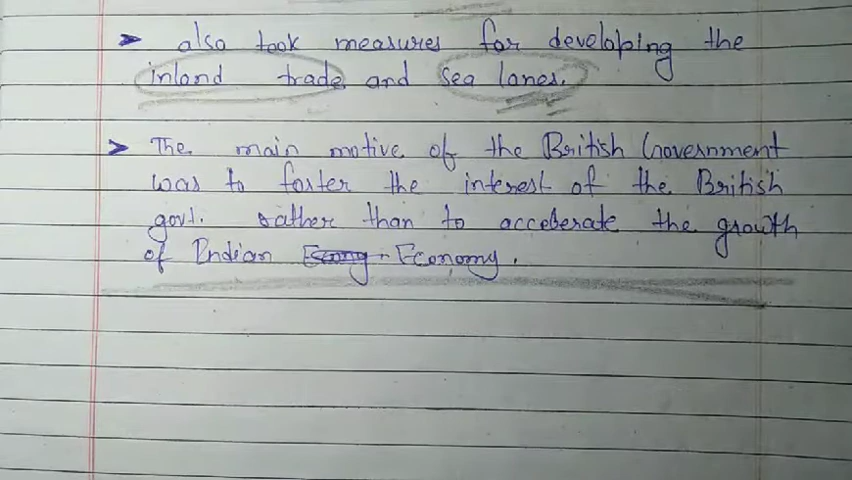 ➤ also took measures for developing the
inland trade and sea lanes.
➤ The main motive of the British Government
was to foster the interest of the British
govt. rather than to accelerate the growth
of Indian Economy.